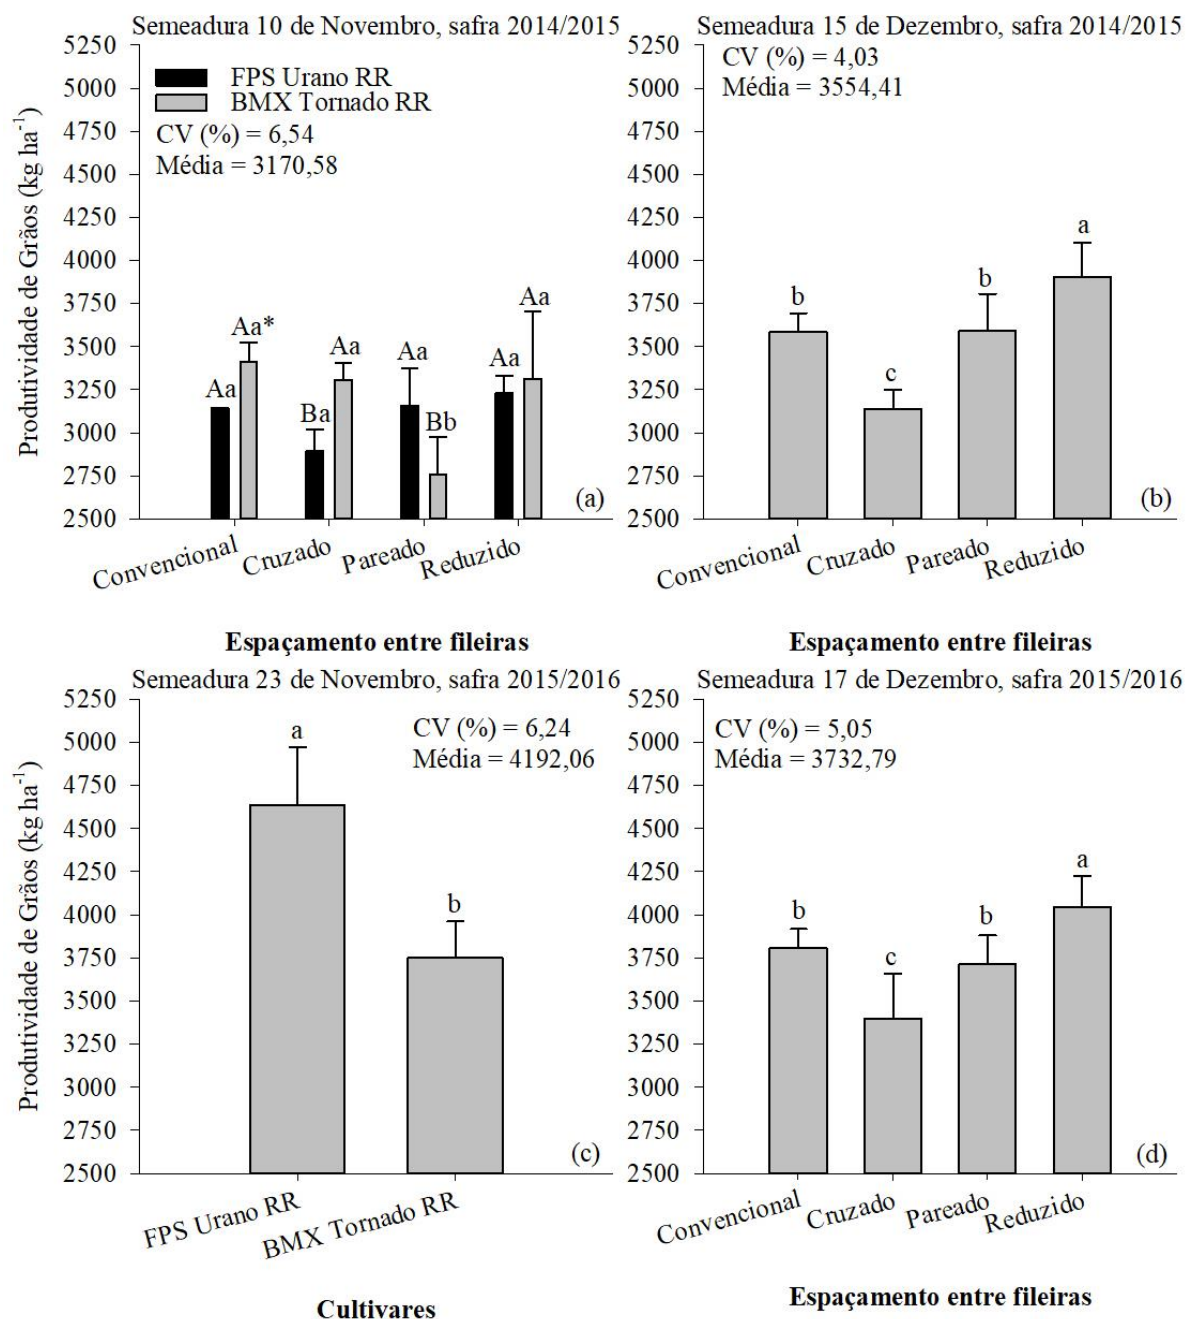 Semeadura 10 de Novembro, safra 2014/2015
Produtividade de Grãos (kg ha⁻¹)
5250
5000
4750
4500
4250
4000
3750
3500
3250
3000
2750
2500
FPS Urano RR
BMX Tornado RR
CV (%) = 6,54
Média = 3170,58
Aa
Aa*
Ba
Aa
Aa
Bb
Aa
Aa
(a)
Convencional
Cruzado
Pareado
Reduzido
Espaçamento entre fileiras
Semeadura 15 de Dezembro, safra 2014/2015
5250
5000
4750
4500
4250
4000
3750
3500
3250
3000
2750
2500
CV (%) = 4,03
Média = 3554,41
b
c
b
a
(b)
Convencional
Cruzado
Pareado
Reduzido
Espaçamento entre fileiras
Semeadura 23 de Novembro, safra 2015/2016
Produtividade de Grãos (kg ha⁻¹)
5250
5000
4750
4500
4250
4000
3750
3500
3250
3000
2750
2500
CV (%) = 6,24
Média = 4192,06
a
b
(c)
FPS Urano RR
BMX Tornado RR
Cultivares
Semeadura 17 de Dezembro, safra 2015/2016
5250
5000
4750
4500
4250
4000
3750
3500
3250
3000
2750
2500
CV (%) = 5,05
Média = 3732,79
b
c
b
a
(d)
Convencional
Cruzado
Pareado
Reduzido
Espaçamento entre fileiras